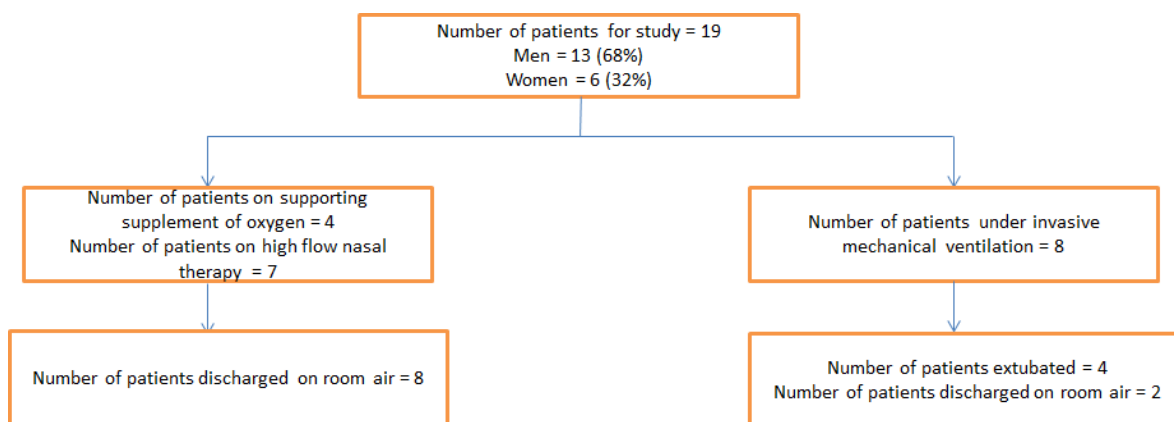 Number of patients for study = 19
Men = 13 (68%)
Women = 6 (32%)
Number of patients on supporting
supplement of oxygen = 4
Number of patients on high flow nasal
therapy = 7
Number of patients under invasive
mechanical ventilation = 8
Number of patients discharged on room air = 8
Number of patients extubated = 4
Number of patients discharged on room air = 2